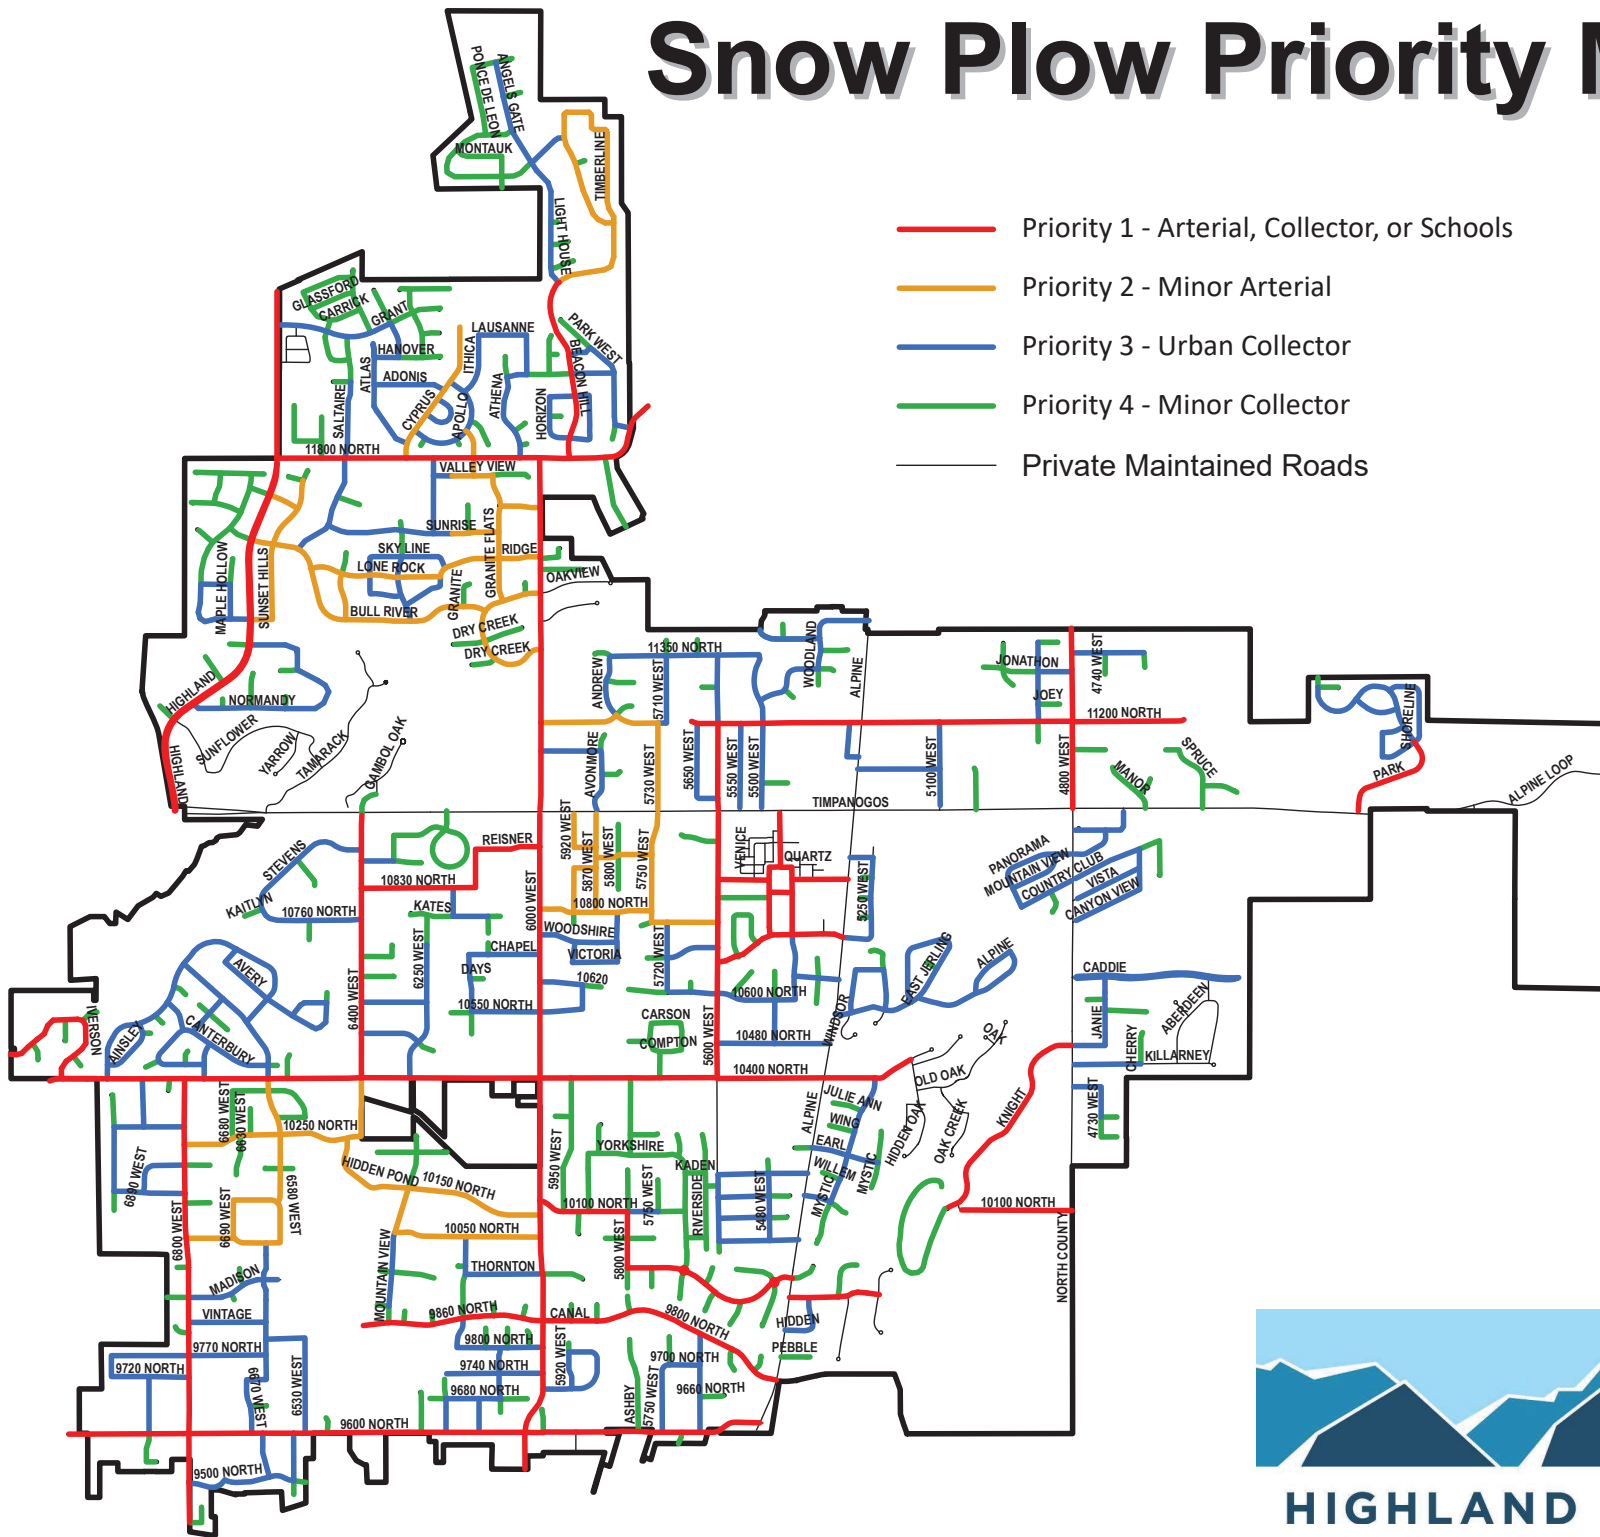 Snow Plow Priority M
Priority 1 - Arterial, Collector, or Schools
Priority 2 - Minor Arterial
Priority 3 - Urban Collector
Priority 4 - Minor Collector
Private Maintained Roads
PONCE DE LEON
ANGELS GATE
MONTAUK
TIMBERLINE
LIGHT HOUSE
GLASSFORD
CARRICK
GRANT
HANOVER
ATLAS
ADONIS
SALTAIRE
CYPRUS
ITHICA
LAUSANNE
APOLLO
ATHENA
HORIZON
BEACON HILL
PARK WEST
11800 NORTH
VALLEY VIEW
SUNRISE
SKY LINE
LONE ROCK
RIDGE
GRANITE FLATS
GRANITE
BULL RIVER
DRY CREEK
DRY CREEK
OAKVIEW
MAPLE HOLLOW
SUNSET HILLS
HIGHLAND
NORMANDY
SUNFLOWER
YARROW
TAMARACK
GAMBOL OAK
HIGHLAND
ANDREW
11350 NORTH
5710 WEST
WOODLAND
ALPINE
JONATHON
JOEY
4740 WEST
11200 NORTH
SHORELINE
PARK
ALPINE LOOP
AVONMORE
5730 WEST
5650 WEST
5550 WEST
5500 WEST
5100 WEST
4800 WEST
MANOR
SPRUCE
TIMPANOGOS
REISNER
STEVENS
KAITLYN
10830 NORTH
10760 NORTH
KATES
6000 WEST
5920 WEST
5870 WEST
5800 WEST
5750 WEST
10800 NORTH
WOODSHIRE
VICTORIA
VENICE
QUARTZ
5250 WEST
PANORAMA
MOUNTAIN VIEW
COUNTRY CLUB
VISTA
CANYON VIEW
6250 WEST
CHAPEL
DAYS
10550 NORTH
10620
5720 WEST
10600 NORTH
10480 NORTH
CARSON
COMPTON
5600 WEST
WINDSOR
EAST JERLING
ALPINE
CADDIE
JANIE
ABERDEEN
CHERRY
KILLARNEY
AVERY
CANTERBURY
AINSLEY
IVERSON
6400 WEST
10400 NORTH
OAK
OLD OAK
HIDDEN OAK
OAK CREEK
KNIGHT
4730 WEST
JULIE ANN
WING
EARL
WILLEM
MYSTIC
MYSTIC
ALPINE
6680 WEST
6630 WEST
10250 NORTH
6890 WEST
HIDDEN POND
10150 NORTH
6580 WEST
6690 WEST
6800 WEST
5950 WEST
YORKSHIRE
KADEN
10100 NORTH
5750 WEST
RIVERSIDE
5480 WEST
10100 NORTH
10050 NORTH
MOUNTAIN VIEW
THORNTON
5800 WEST
NORTH COUNTY
MADISON
VINTAGE
9860 NORTH
CANAL
9800 NORTH
HIDDEN
PEBBLE
9770 NORTH
9720 NORTH
6670 WEST
6530 WEST
9800 NORTH
9740 NORTH
9680 NORTH
5920 WEST
9700 NORTH
9660 NORTH
ASHBY
5750 WEST
9600 NORTH
9500 NORTH
HIGHLAND